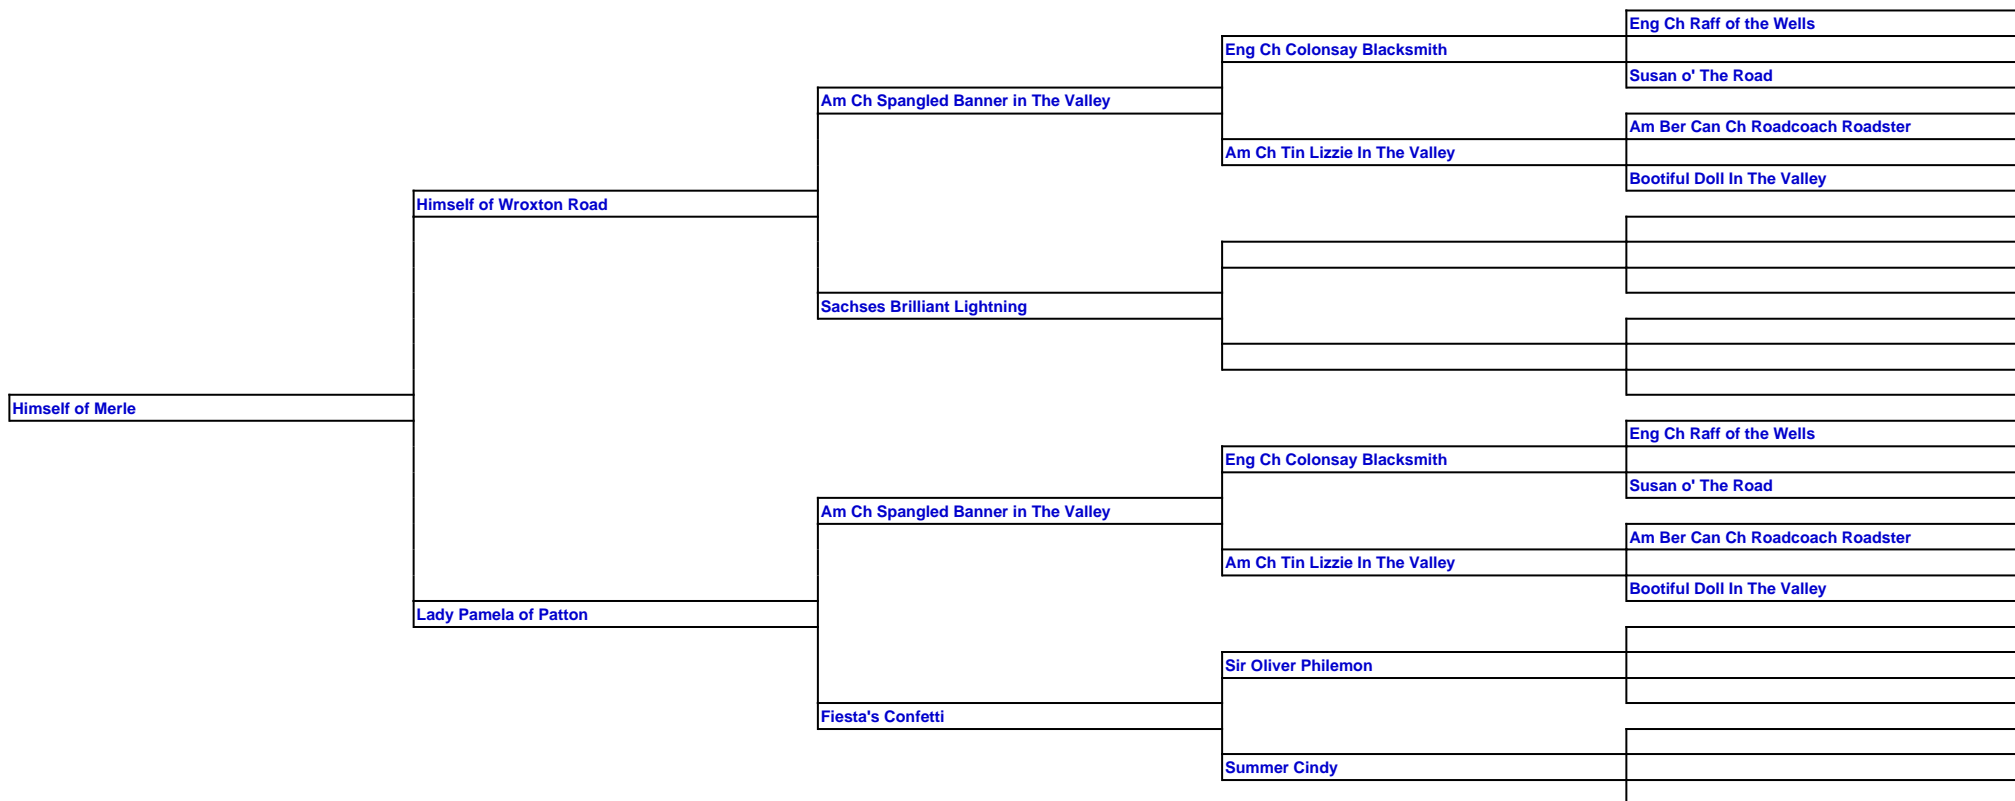 Eng Ch Raff of the Wells
Eng Ch Colonsay Blacksmith
Susan o' The Road
Am Ch Spangled Banner in The Valley
Am Ber Can Ch Roadcoach Roadster
Am Ch Tin Lizzie In The Valley
Bootiful Doll In The Valley
Himself of Wroxton Road
Sachses Brilliant Lightning
Himself of Merle
Eng Ch Raff of the Wells
Eng Ch Colonsay Blacksmith
Susan o' The Road
Am Ch Spangled Banner in The Valley
Am Ber Can Ch Roadcoach Roadster
Am Ch Tin Lizzie In The Valley
Bootiful Doll In The Valley
Lady Pamela of Patton
Sir Oliver Philemon
Fiesta's Confetti
Summer Cindy